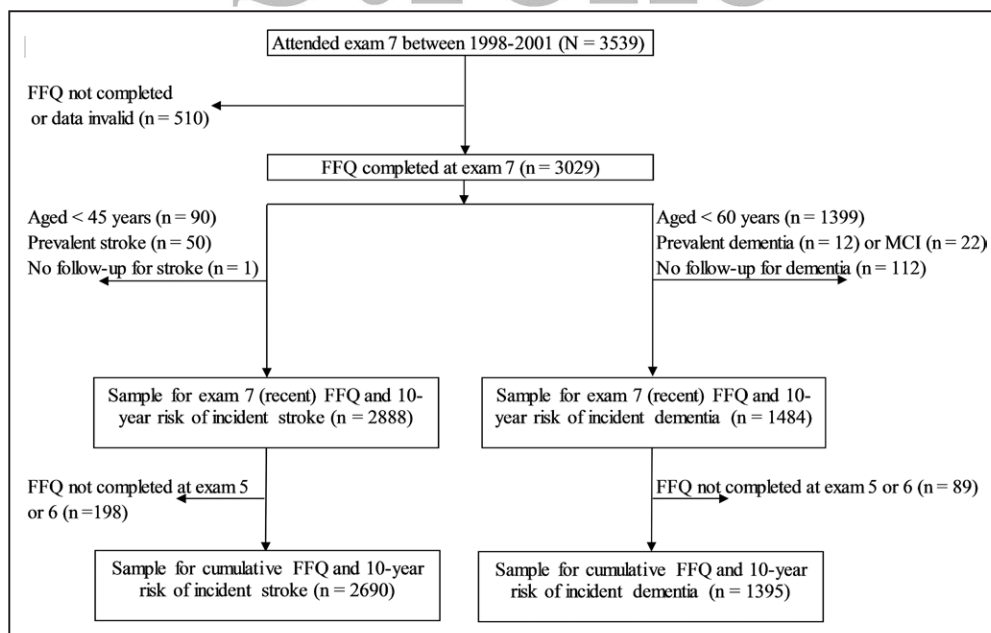 Attended exam 7 between 1998-2001 (N = 3539)
FFQ not completed
or data invalid (n = 510)
FFQ completed at exam 7 (n = 3029)
Aged < 45 years (n = 90)
Prevalent stroke (n = 50)
No follow-up for stroke (n = 1)
Aged < 60 years (n = 1399)
Prevalent dementia (n = 12) or MCI (n = 22)
No follow-up for dementia (n = 112)
Sample for exam 7 (recent) FFQ and 10-
year risk of incident stroke (n = 2888)
Sample for exam 7 (recent) FFQ and 10-
year risk of incident dementia (n = 1484)
FFQ not completed at exam 5
or 6 (n =198)
FFQ not completed at exam 5 or 6 (n = 89)
Sample for cumulative FFQ and 10-year
risk of incident stroke (n = 2690)
Sample for cumulative FFQ and 10-year
risk of incident dementia (n = 1395)